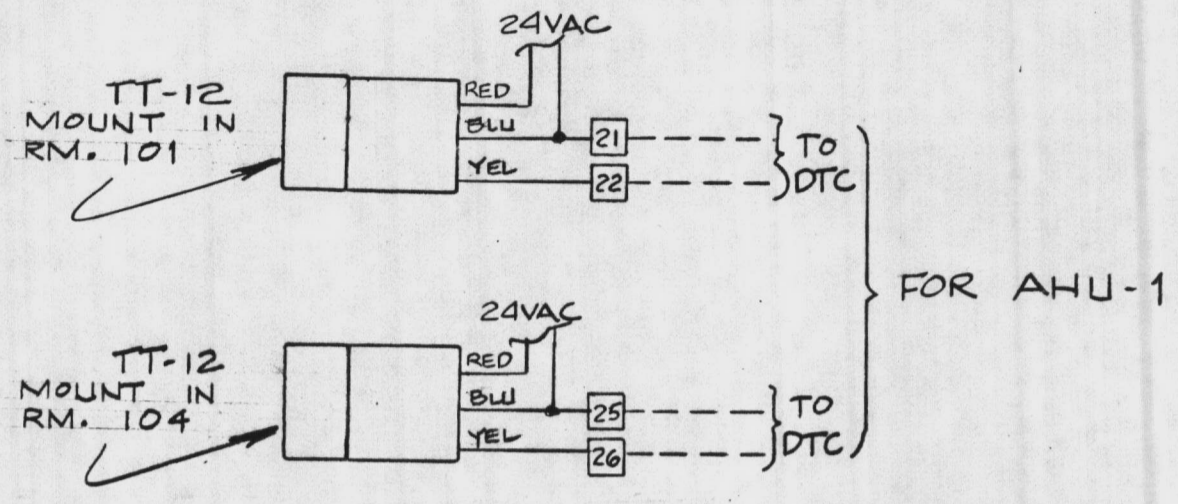 24VAC
TT-12
MOUNT IN
RM. 101
RED
BLU
YEL
21
22
TO
DTC
24VAC
TT-12
MOUNT IN
RM. 104
RED
BLU
YEL
25
26
TO
DTC
FOR AHU-1